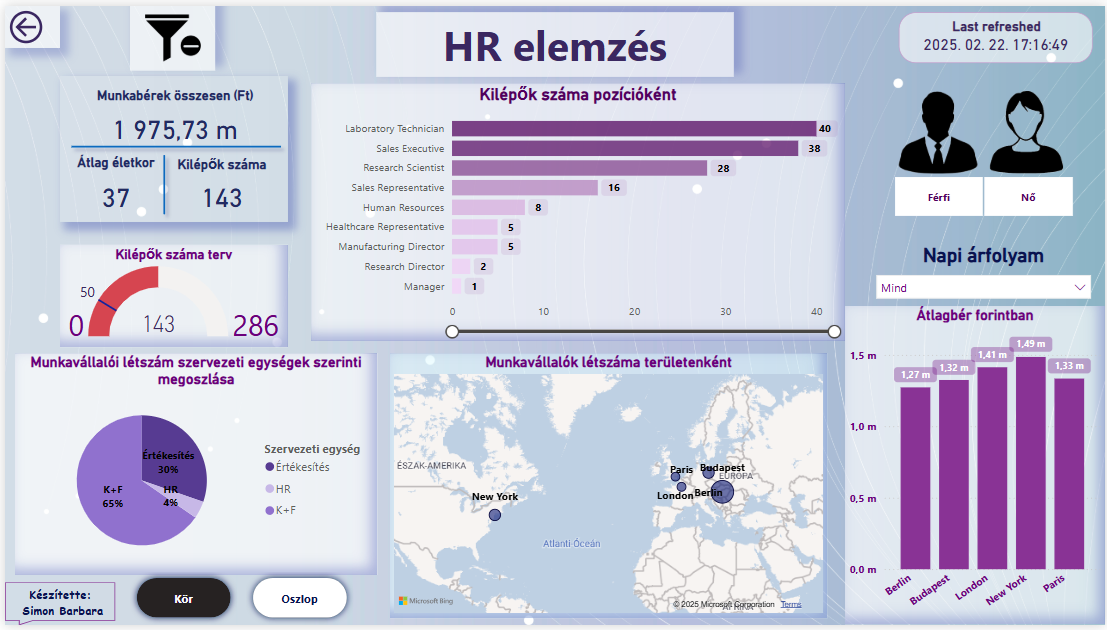 HR elemzés
Last refreshed
2025. 02. 22. 17:16:49
Munkabérek összesen (Ft)
1 975,73 m
Átlag életkor
37
Kilépők száma
143
Kilépők száma pozícióként
Laboratory Technician 40
Sales Executive 38
Research Scientist 28
Sales Representative 16
Human Resources 8
Healthcare Representative 5
Manufacturing Director 5
Research Director 2
Manager 1
0 10 20 30 40
Férfi
Nő
Kilépők száma terv
50
0 143 286
Napi árfolyam
Mind
Átlagbér forintban
1,5 m
1,0 m
0,5 m
0,0 m
1,27 m
1,32 m
1,41 m
1,49 m
1,33 m
Berlin
Budapest
London
New York
Paris
Munkavállalói létszám szervezeti egységek szerinti
megoszlása
Értékesítés
30%
HR
4%
K+F
65%
Szervezeti egység
Értékesítés
HR
K+F
Munkavállalók létszáma területenként
ÉSZAK-AMERIKA
EURÓPA
Paris
Budapest
London
Berlin
New York
Atlanti-Óceán
Microsoft Bing
© 2025 Microsoft Corporation Terms
Készítette:
Simon Barbara
Kör
Oszlop